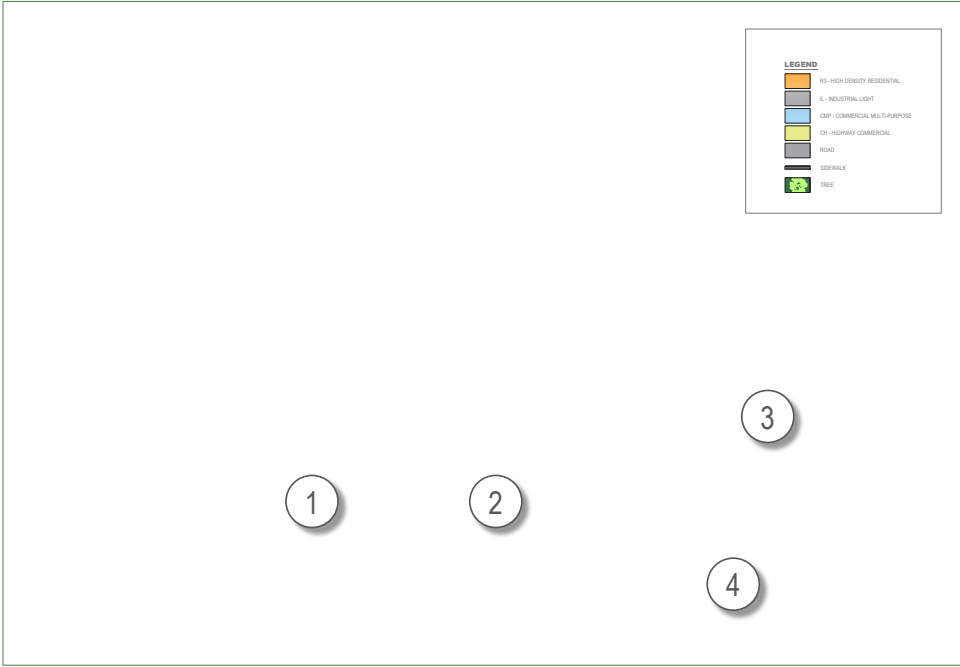 LEGEND
R3 - HIGH DENSITY RESIDENTIAL
IL - INDUSTRIAL LIGHT
CMP - COMMERCIAL MULTI-PURPOSE
CH - HIGHWAY COMMERCIAL
ROAD
SIDEWALK
TREE
3
1
2
4